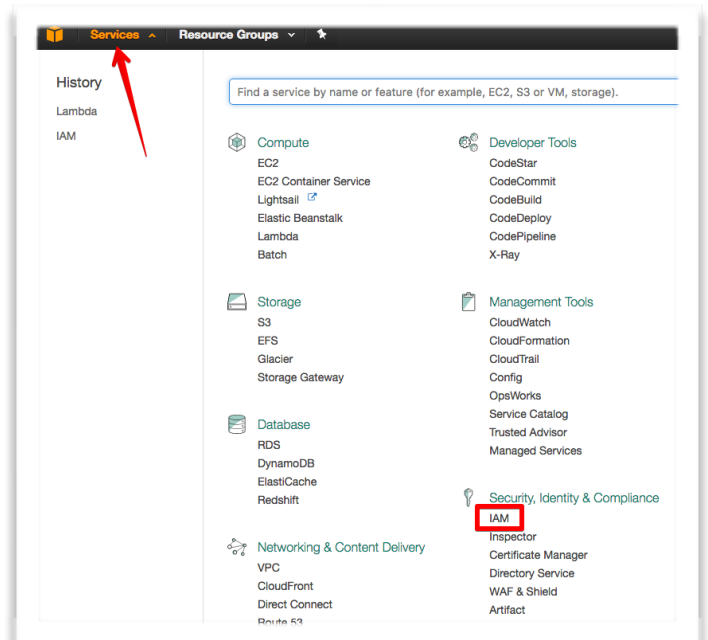 Services
Resource Groups
History
Lambda
IAM
Find a service by name or feature (for example, EC2, S3 or VM, storage).
Compute
EC2
EC2 Container Service
Lightsail
Elastic Beanstalk
Lambda
Batch
Storage
S3
EFS
Glacier
Storage Gateway
Database
RDS
DynamoDB
ElastiCache
Redshift
Networking & Content Delivery
VPC
CloudFront
Direct Connect
Route 53
Developer Tools
CodeStar
CodeCommit
CodeBuild
CodeDeploy
CodePipeline
X-Ray
Management Tools
CloudWatch
CloudFormation
CloudTrail
Config
OpsWorks
Service Catalog
Trusted Advisor
Managed Services
Security, Identity & Compliance
IAM
Inspector
Certificate Manager
Directory Service
WAF & Shield
Artifact